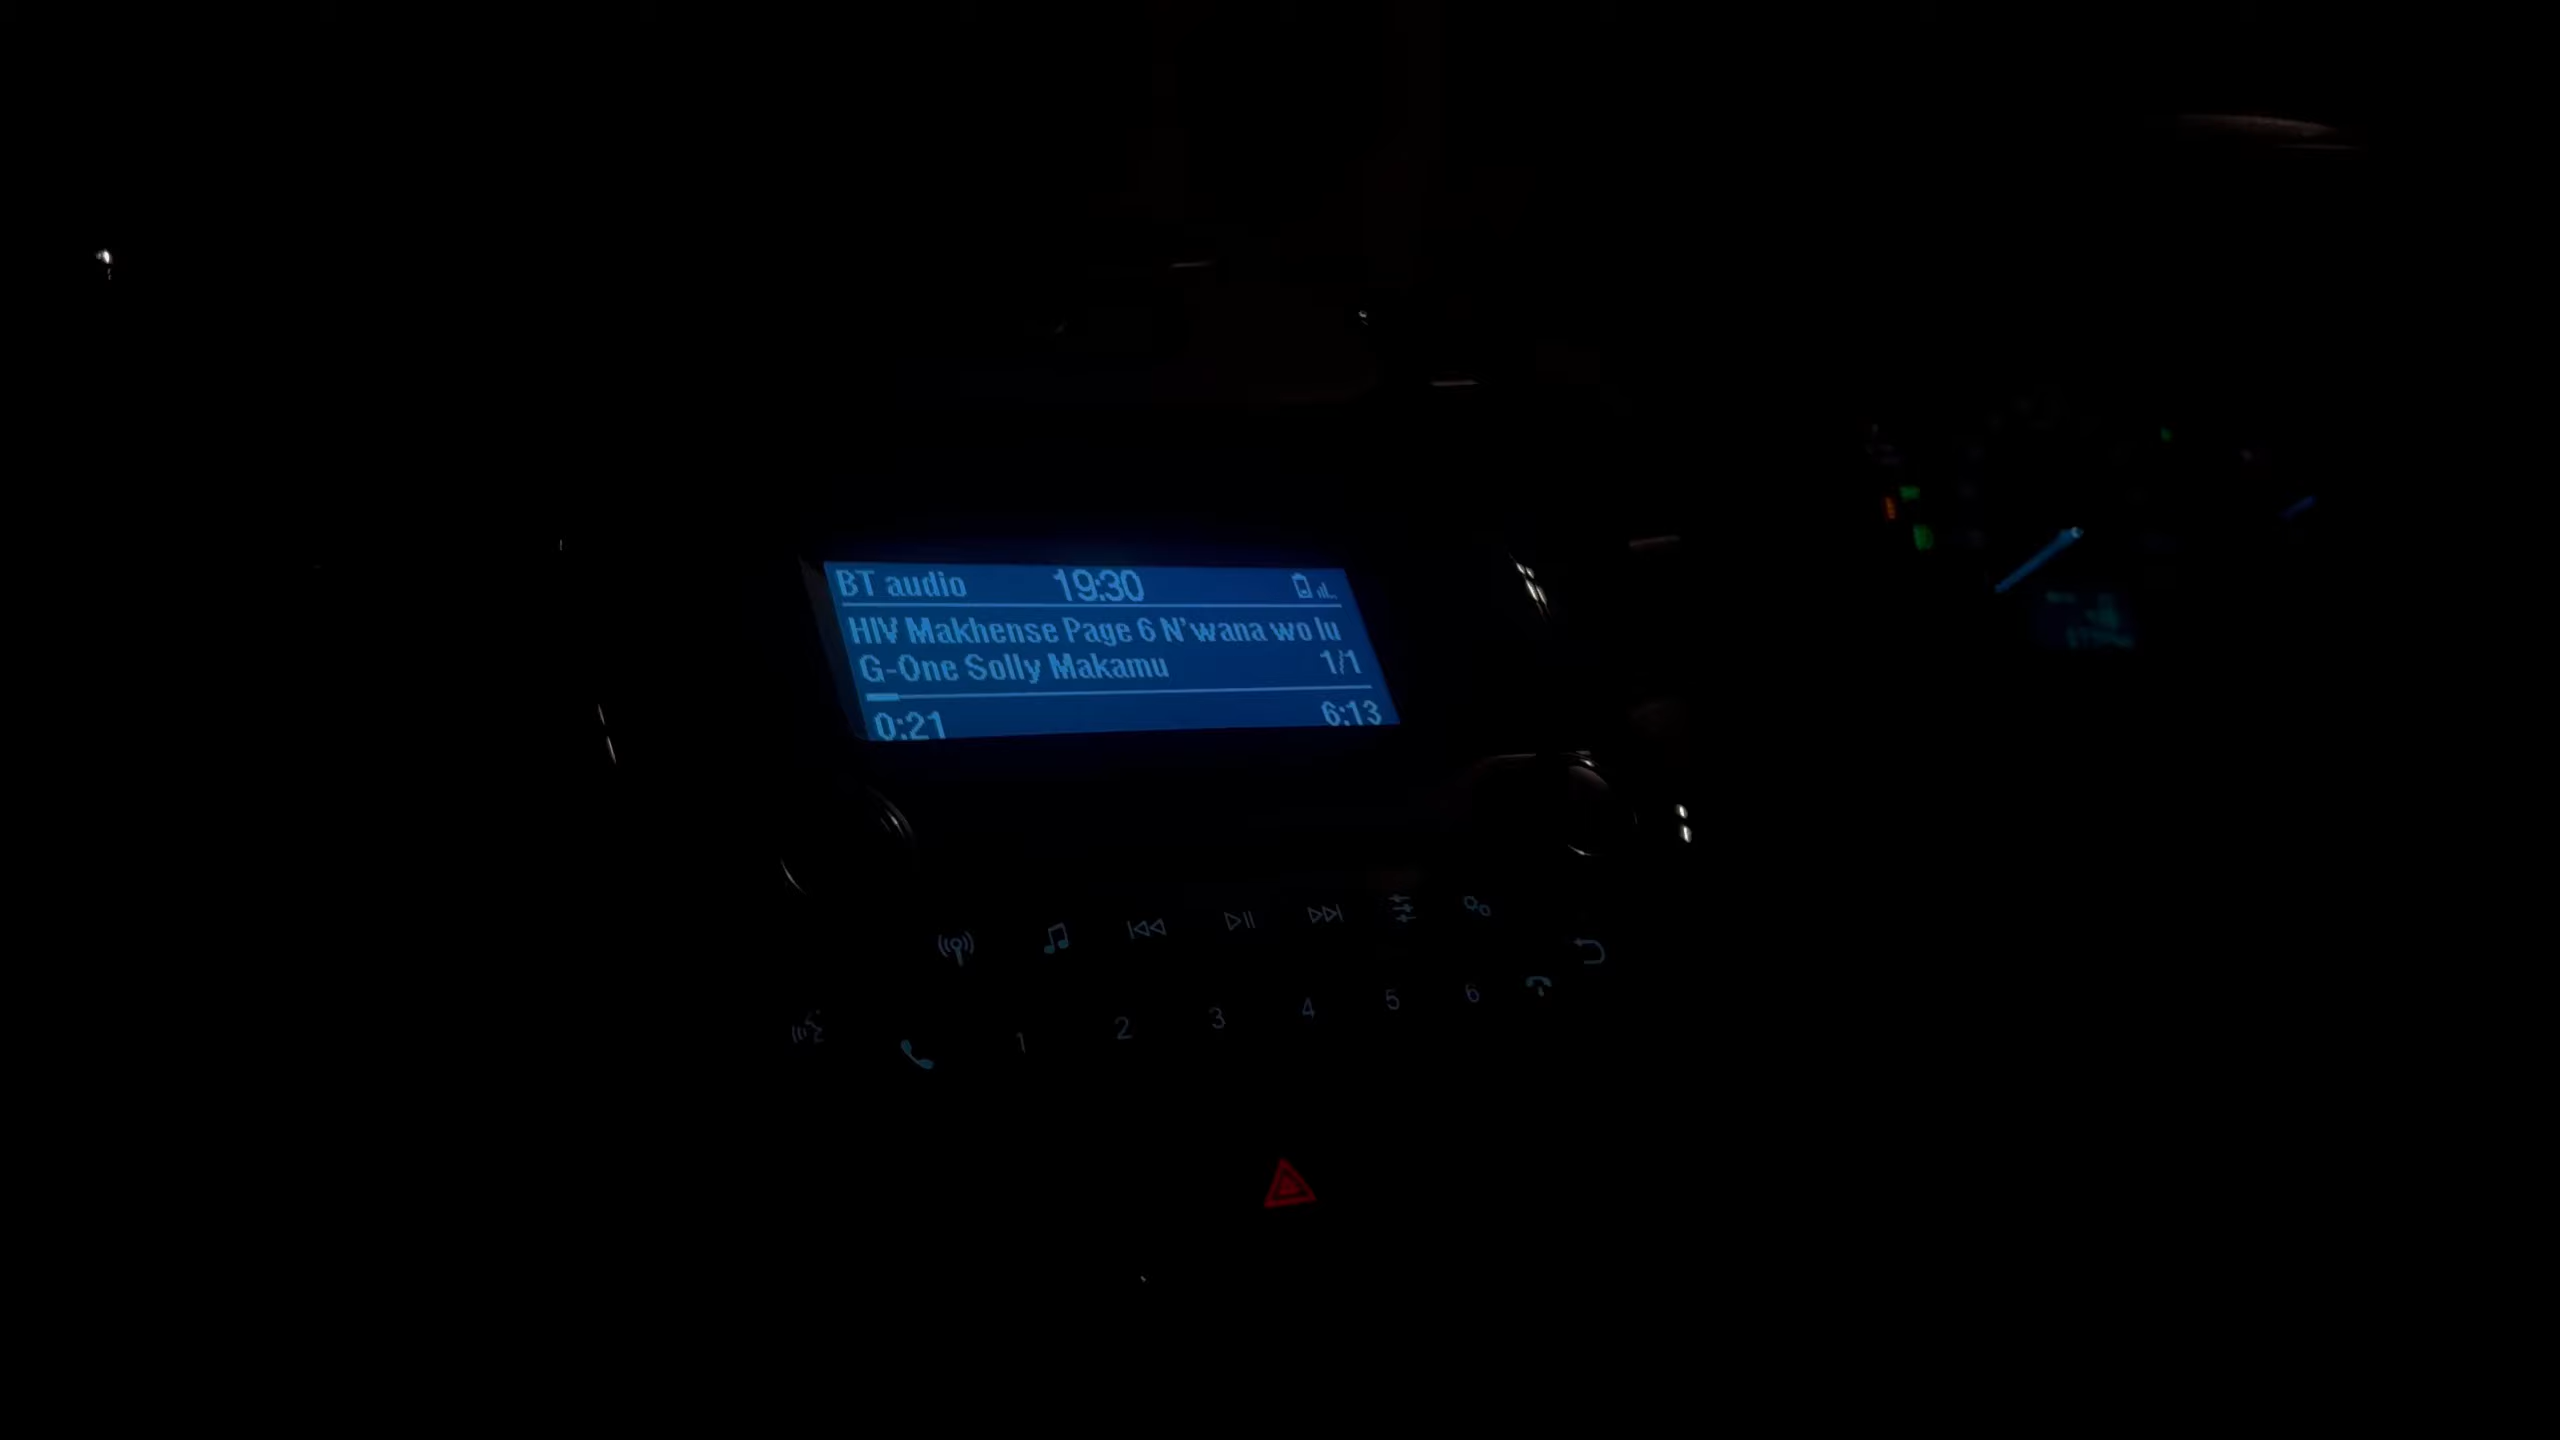 BT audio 19:30
HIV Makhense Page 6 N'wana wo lu
G-One Solly Makamu 1/1
0:21 6:13
1 2 3 4 5 6